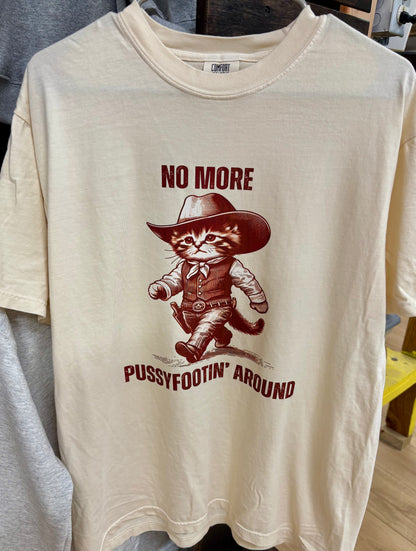 COMFORT
NO MORE
PUSSYFOOTIN' AROUND